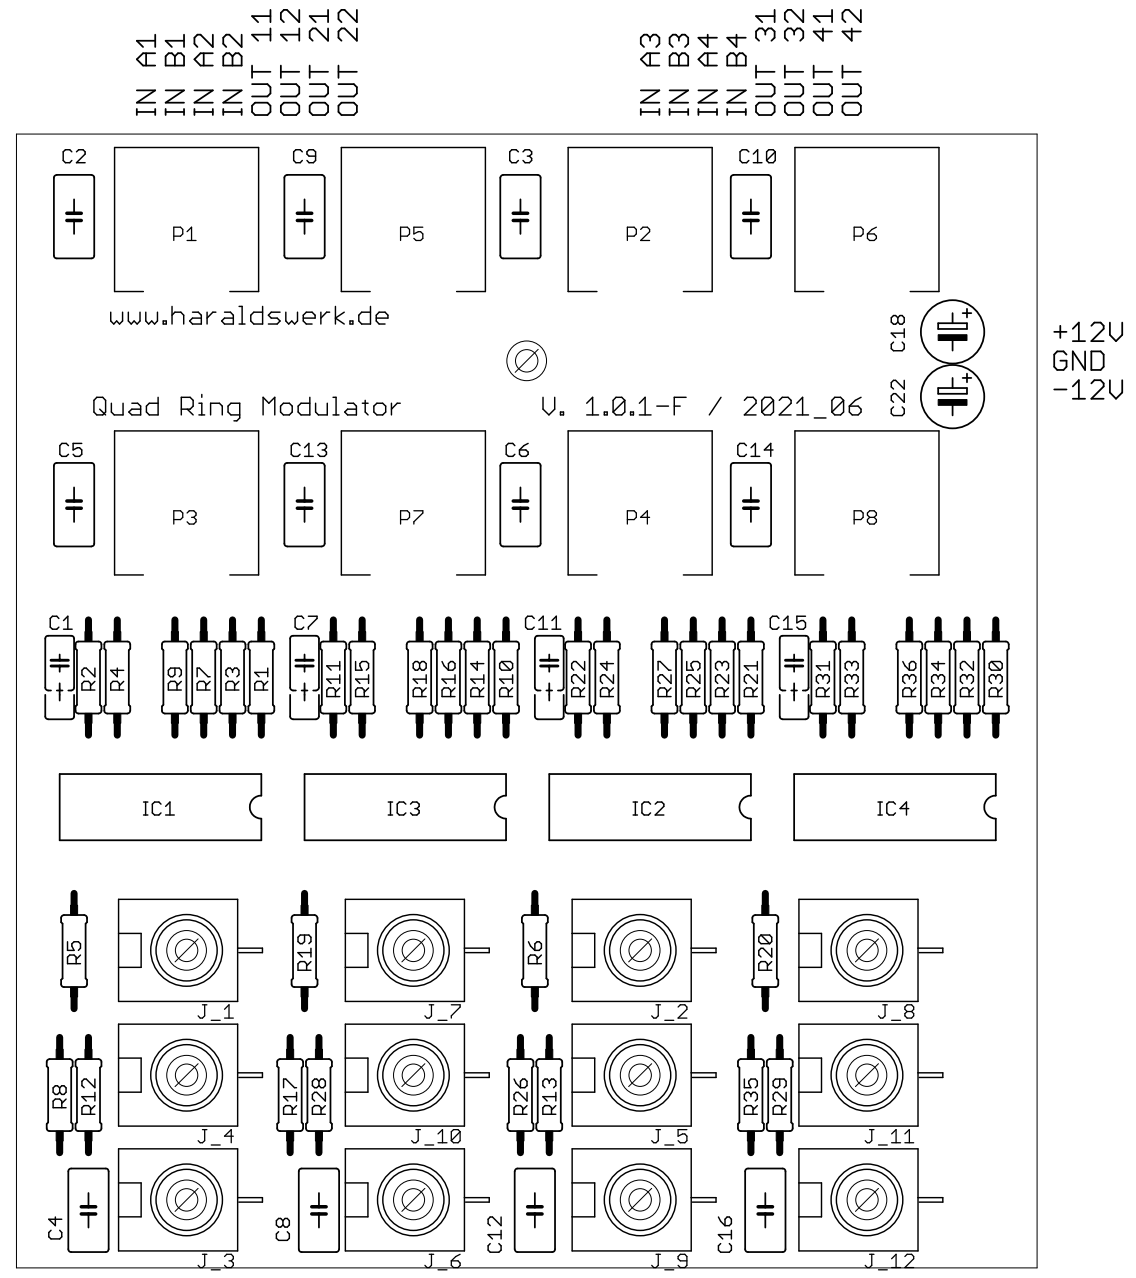 IN A1
IN B1
IN A2
IN B2
OUT 11
OUT 12
OUT 21
OUT 22
IN A3
IN B3
IN A4
IN B4
OUT 31
OUT 32
OUT 41
OUT 42
C2
C9
C3
C10
P1
P5
P2
P6
www.haraldswerk.de
C18
+12V
GND
-12V
C22
Quad Ring Modulator
V. 1.0.1-F / 2021_06
C5
C13
C6
C14
P3
P7
P4
P8
C1
C7
C11
C15
R2
R4
R9
R7
R3
R1
R11
R15
R18
R16
R14
R10
R22
R24
R27
R25
R23
R21
R31
R33
R36
R34
R32
R30
IC1
IC3
IC2
IC4
R5
R19
R6
R20
J_1
J_7
J_2
J_8
R8
R12
R17
R28
R26
R13
R35
R29
J_4
J_10
J_5
J_11
C4
C8
C12
C16
J_3
J_6
J_9
J_12